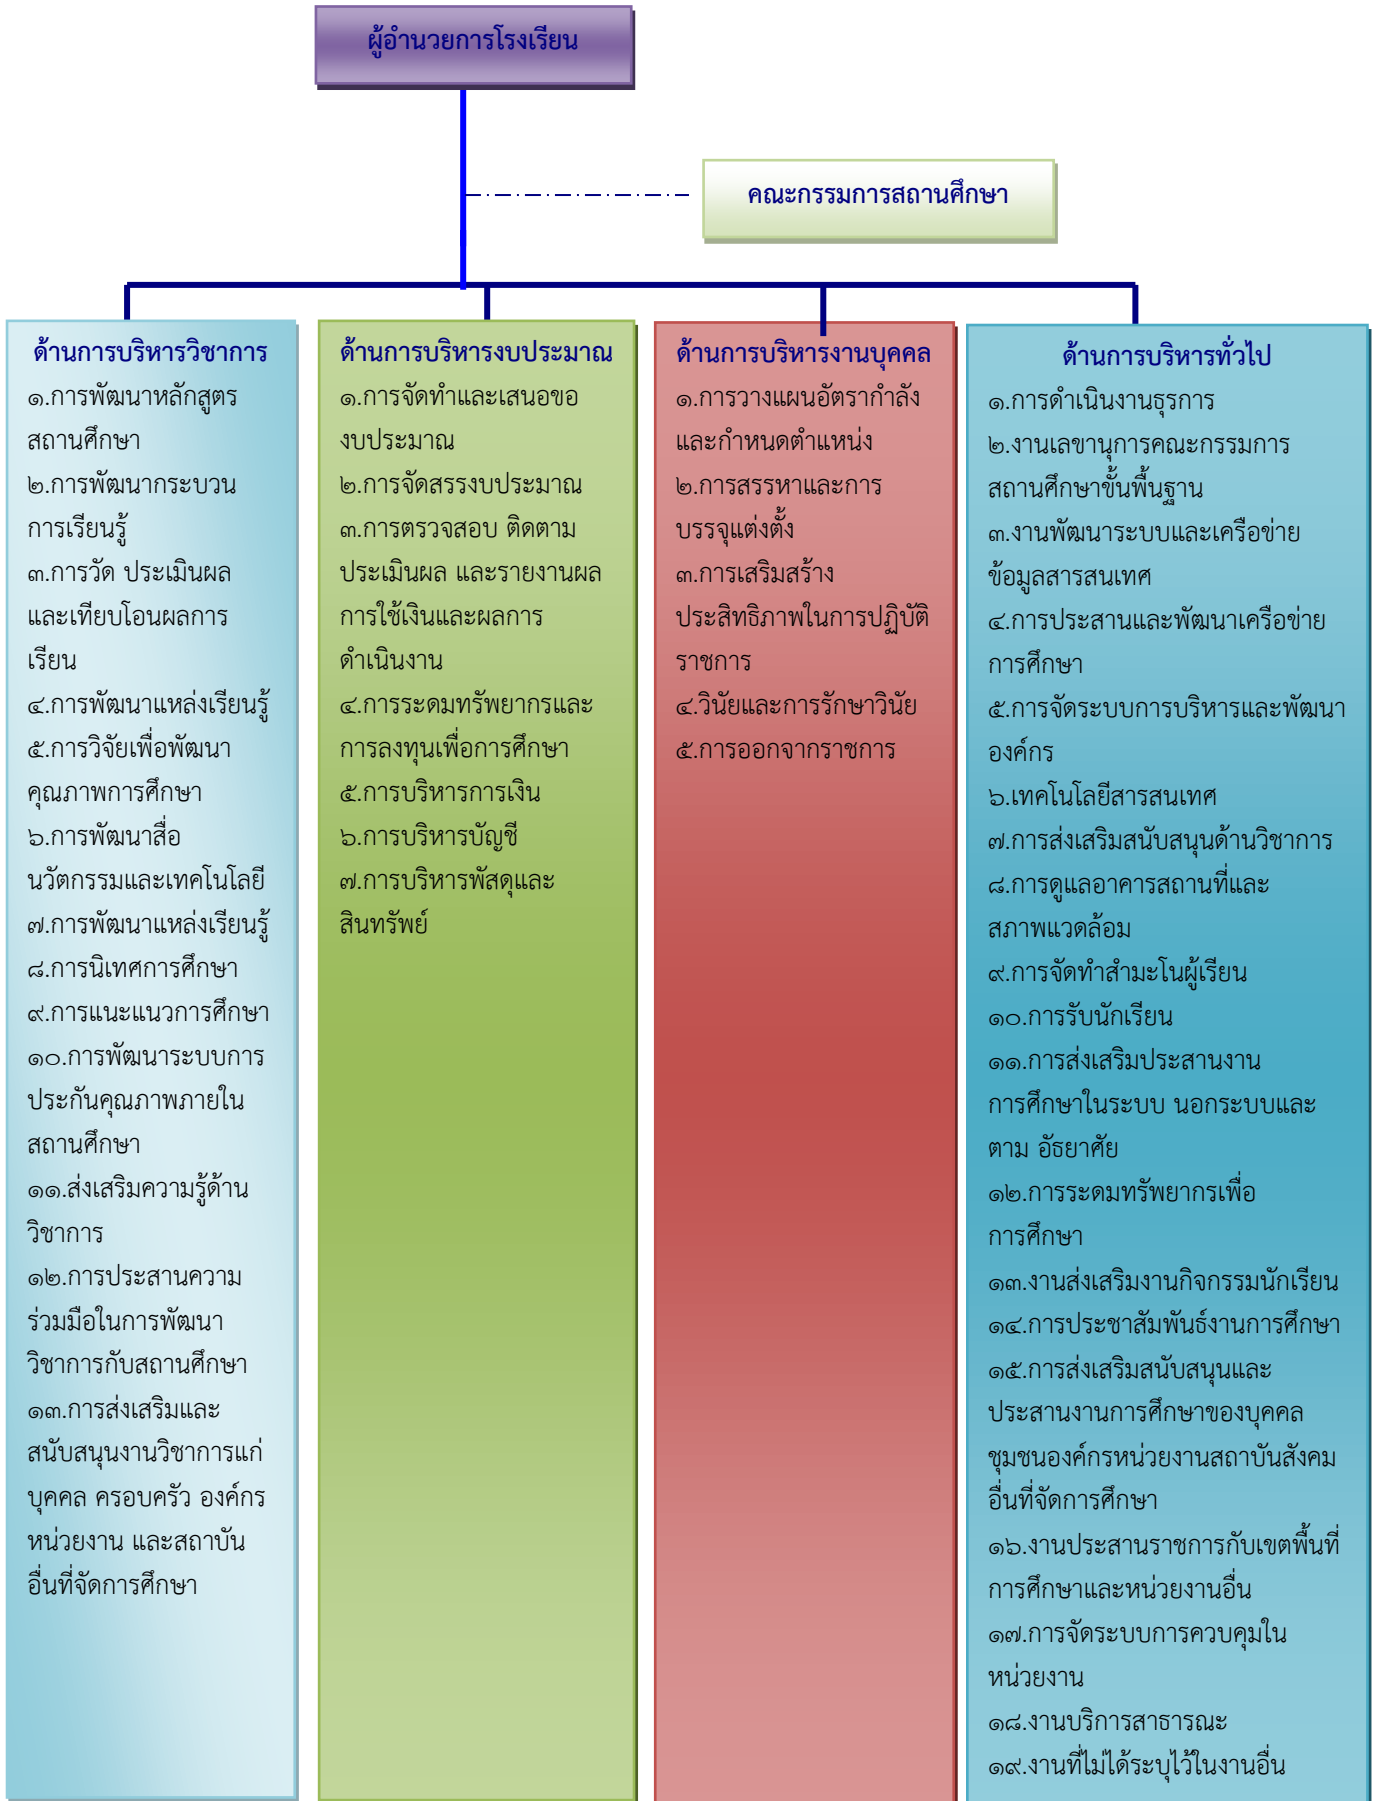 ผู้อำนวยการโรงเรียน
คณะกรรมการสถานศึกษา
ด้านการบริหารวิชาการ
๑.การพัฒนาหลักสูตร
สถานศึกษา
๒.การพัฒนากระบวน
การเรียนรู้
๓.การวัด ประเมินผล
และเทียบโอนผลการ
เรียน
๔.การพัฒนาแหล่งเรียนรู้
๕.การวิจัยเพื่อพัฒนา
คุณภาพการศึกษา
๖.การพัฒนาสื่อ
นวัตกรรมและเทคโนโลยี
๗.การพัฒนาแหล่งเรียนรู้
๘.การนิเทศการศึกษา
๙.การแนะแนวการศึกษา
๑๐.การพัฒนาระบบการ
ประกันคุณภาพภายใน
สถานศึกษา
๑๑.ส่งเสริมความรู้ด้าน
วิชาการ
๑๒.การประสานความ
ร่วมมือในการพัฒนา
วิชาการกับสถานศึกษา
๑๓.การส่งเสริมและ
สนับสนุนงานวิชาการแก่
บุคคล ครอบครัว องค์กร
หน่วยงาน และสถาบัน
อื่นที่จัดการศึกษา
ด้านการบริหารงบประมาณ
๑.การจัดทำและเสนอขอ
งบประมาณ
๒.การจัดสรรงบประมาณ
๓.การตรวจสอบ ติดตาม
ประเมินผล และรายงานผล
การใช้เงินและผลการ
ดำเนินงาน
๔.การระดมทรัพยากรและ
การลงทุนเพื่อการศึกษา
๕.การบริหารการเงิน
๖.การบริหารบัญชี
๗.การบริหารพัสดุและ
สินทรัพย์
ด้านการบริหารงานบุคคล
๑.การวางแผนอัตรากำลัง
และกำหนดตำแหน่ง
๒.การสรรหาและการ
บรรจุแต่งตั้ง
๓.การเสริมสร้าง
ประสิทธิภาพในการปฏิบัติ
ราชการ
๔.วินัยและการรักษาวินัย
๕.การออกจากราชการ
ด้านการบริหารทั่วไป
๑.การดำเนินงานธุรการ
๒.งานเลขานุการคณะกรรมการ
สถานศึกษาขั้นพื้นฐาน
๓.งานพัฒนาระบบและเครือข่าย
ข้อมูลสารสนเทศ
๔.การประสานและพัฒนาเครือข่าย
การศึกษา
๕.การจัดระบบการบริหารและพัฒนา
องค์กร
๖.เทคโนโลยีสารสนเทศ
๗.การส่งเสริมสนับสนุนด้านวิชาการ
๘.การดูแลอาคารสถานที่และ
สภาพแวดล้อม
๙.การจัดทำสำมะโนผู้เรียน
๑๐.การรับนักเรียน
๑๑.การส่งเสริมประสานงาน
การศึกษาในระบบ นอกระบบและ
ตาม อัธยาศัย
๑๒.การระดมทรัพยากรเพื่อ
การศึกษา
๑๓.งานส่งเสริมงานกิจกรรมนักเรียน
๑๔.การประชาสัมพันธ์งานการศึกษา
๑๕.การส่งเสริมสนับสนุนและ
ประสานงานการศึกษาของบุคคล
ชุมชนองค์กรหน่วยงานสถาบันสังคม
อื่นที่จัดการศึกษา
๑๖.งานประสานราชการกับเขตพื้นที่
การศึกษาและหน่วยงานอื่น
๑๗.การจัดระบบการควบคุมใน
หน่วยงาน
๑๘.งานบริการสาธารณะ
๑๙.งานที่ไม่ได้ระบุไว้ในงานอื่น